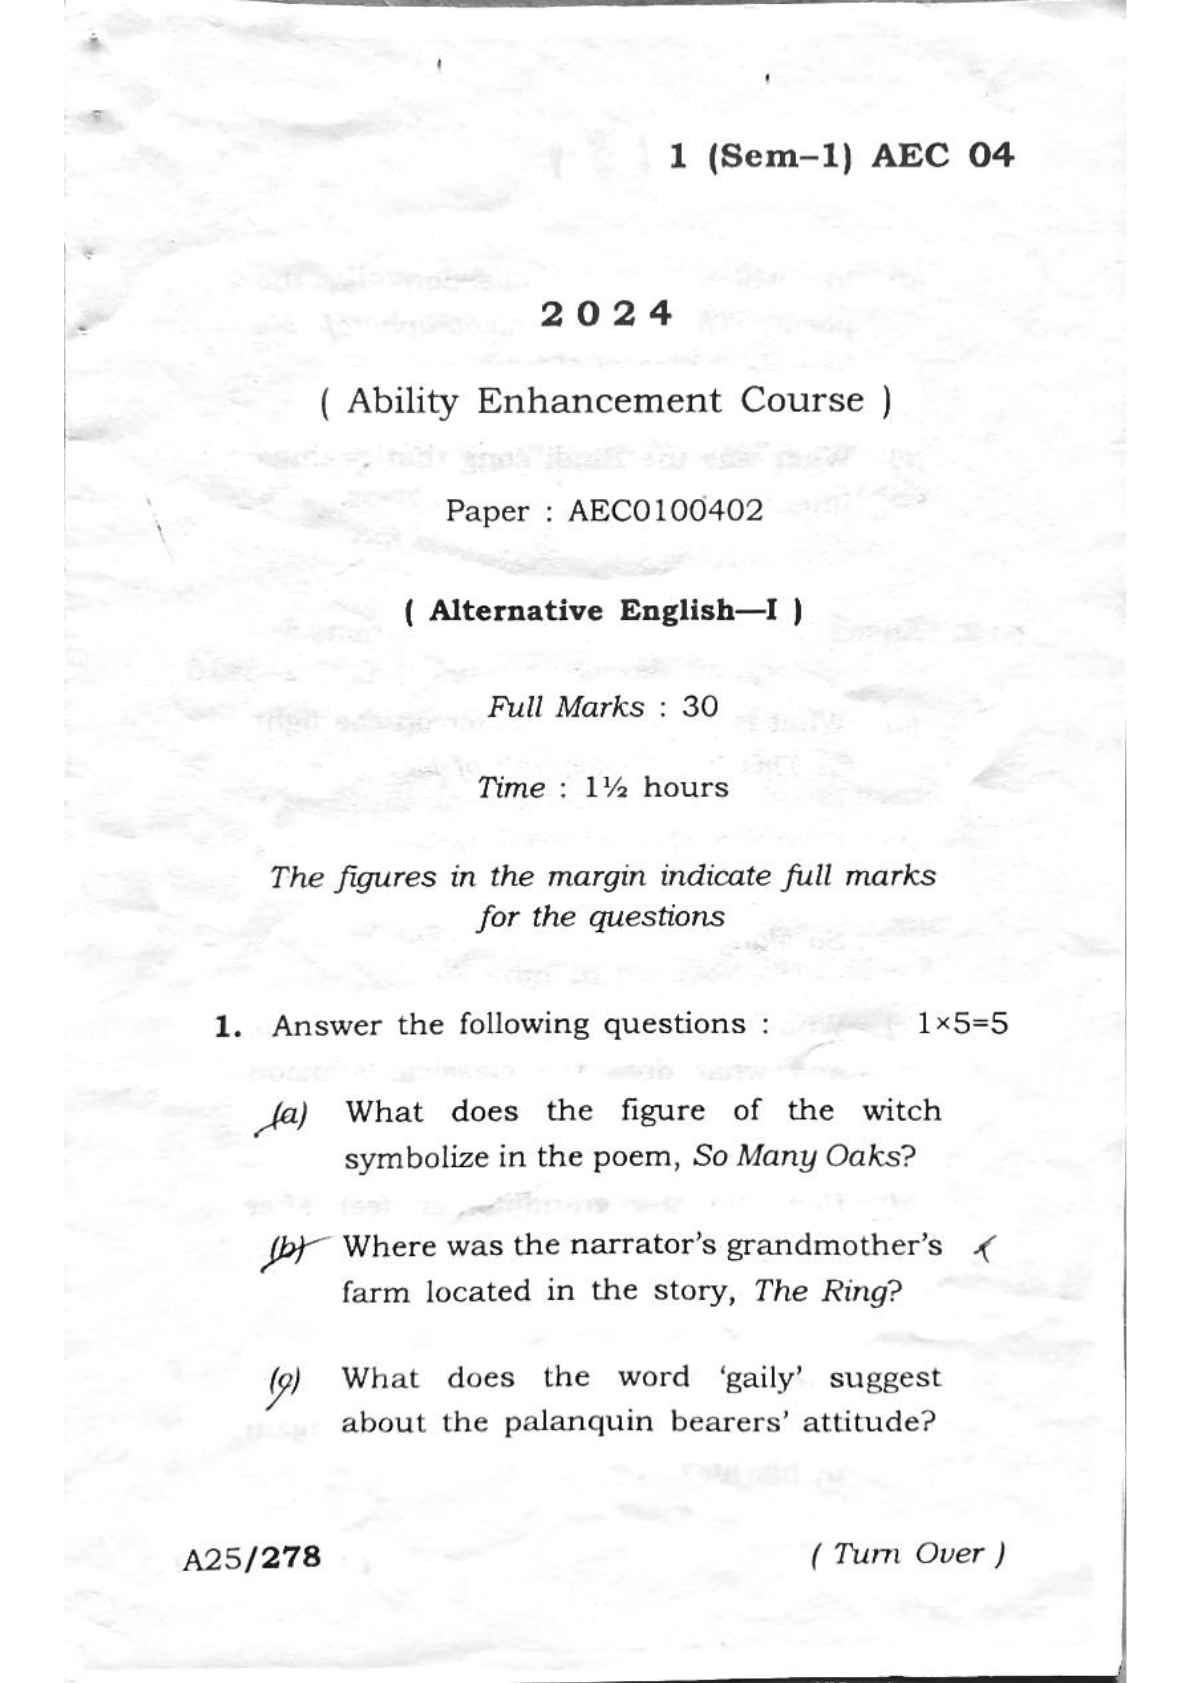 1 (Sem–1) AEC 04
2024
( Ability Enhancement Course )
Paper : AEC0100402
( Alternative English—I )
Full Marks : 30
Time : 1½ hours
The figures in the margin indicate full marks
for the questions
1. Answer the following questions : 1×5=5
(a) What does the figure of the witch
symbolize in the poem, So Many Oaks?
(b) Where was the narrator's grandmother's
farm located in the story, The Ring?
(c) What does the word 'gaily' suggest
about the palanquin bearers' attitude?
A25/278 ( Turn Over )